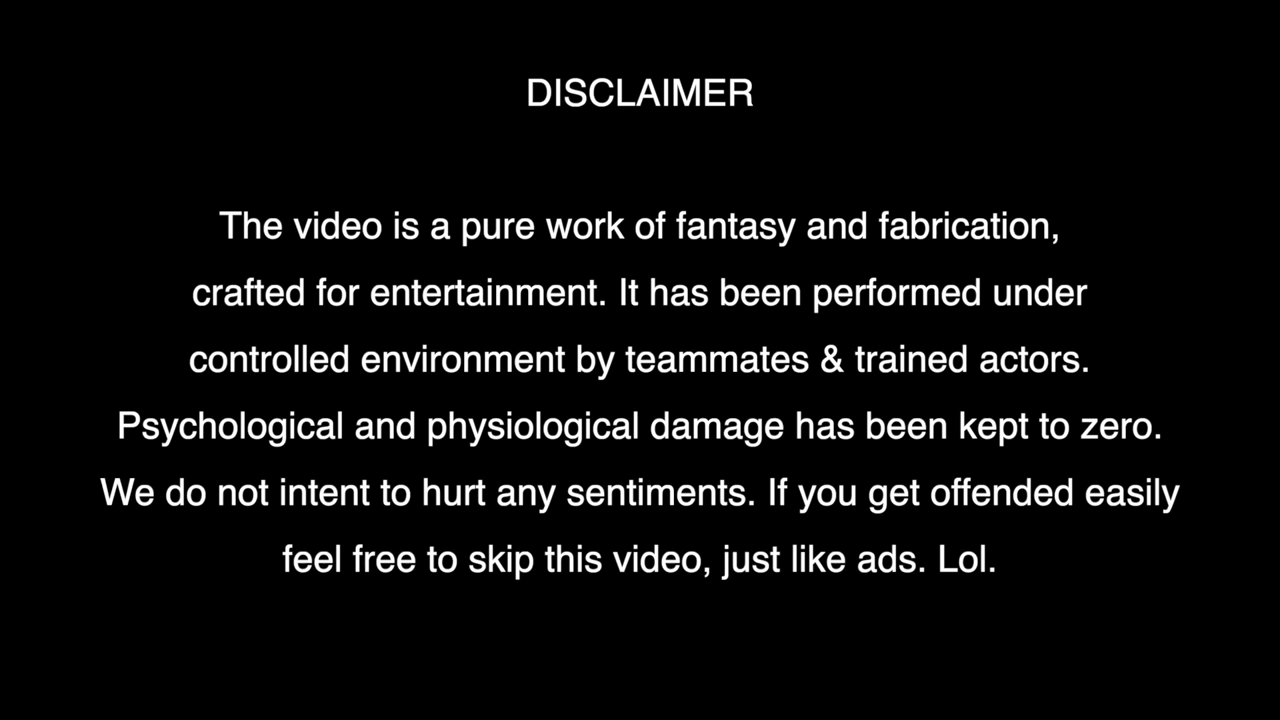 DISCLAIMER
The video is a pure work of fantasy and fabrication,
crafted for entertainment. It has been performed under
controlled environment by teammates & trained actors.
Psychological and physiological damage has been kept to zero.
We do not intent to hurt any sentiments. If you get offended easily
feel free to skip this video, just like ads. Lol.